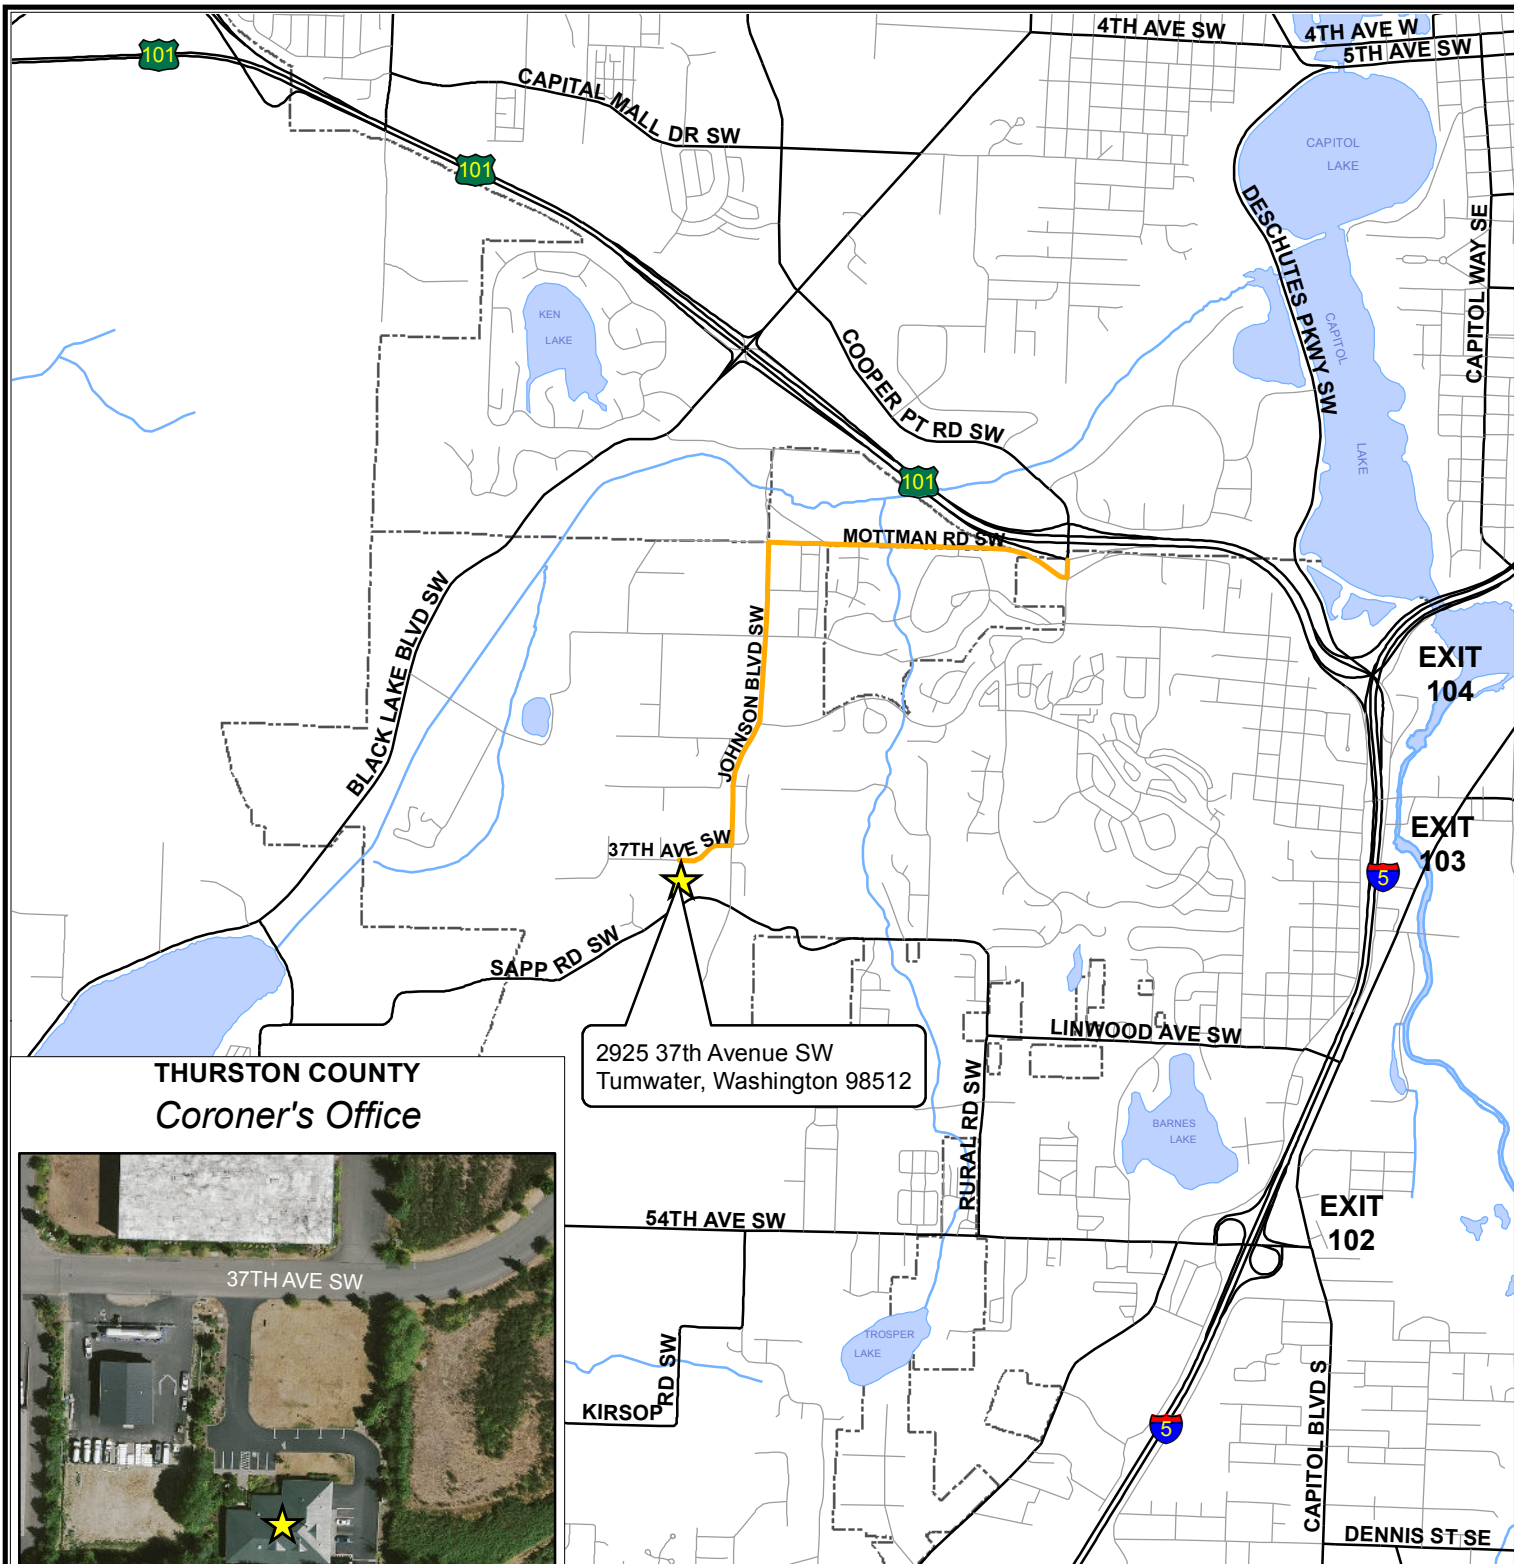 4TH AVE SW
4TH AVE W
5TH AVE SW
101
CAPITAL MALL DR SW
101
CAPITOL
LAKE
DESCHUTES PKWY SW
CAPITOL WAY SE
KEN
LAKE
COOPER PT RD SW
CAPITOL
LAKE
101
MOTTMAN RD SW
BLACK LAKE BLVD SW
JOHNSON BLVD SW
EXIT
104
EXIT
103
5
37TH AVE SW
SAPP RD SW
LINWOOD AVE SW
2925 37th Avenue SW
Tumwater, Washington 98512
RURAL RD SW
BARNES
LAKE
THURSTON COUNTY
Coroner's Office
37TH AVE SW
54TH AVE SW
EXIT
102
TROSPER
LAKE
KIRSOP RD SW
5
CAPITOL BLVD S
DENNIS ST SE